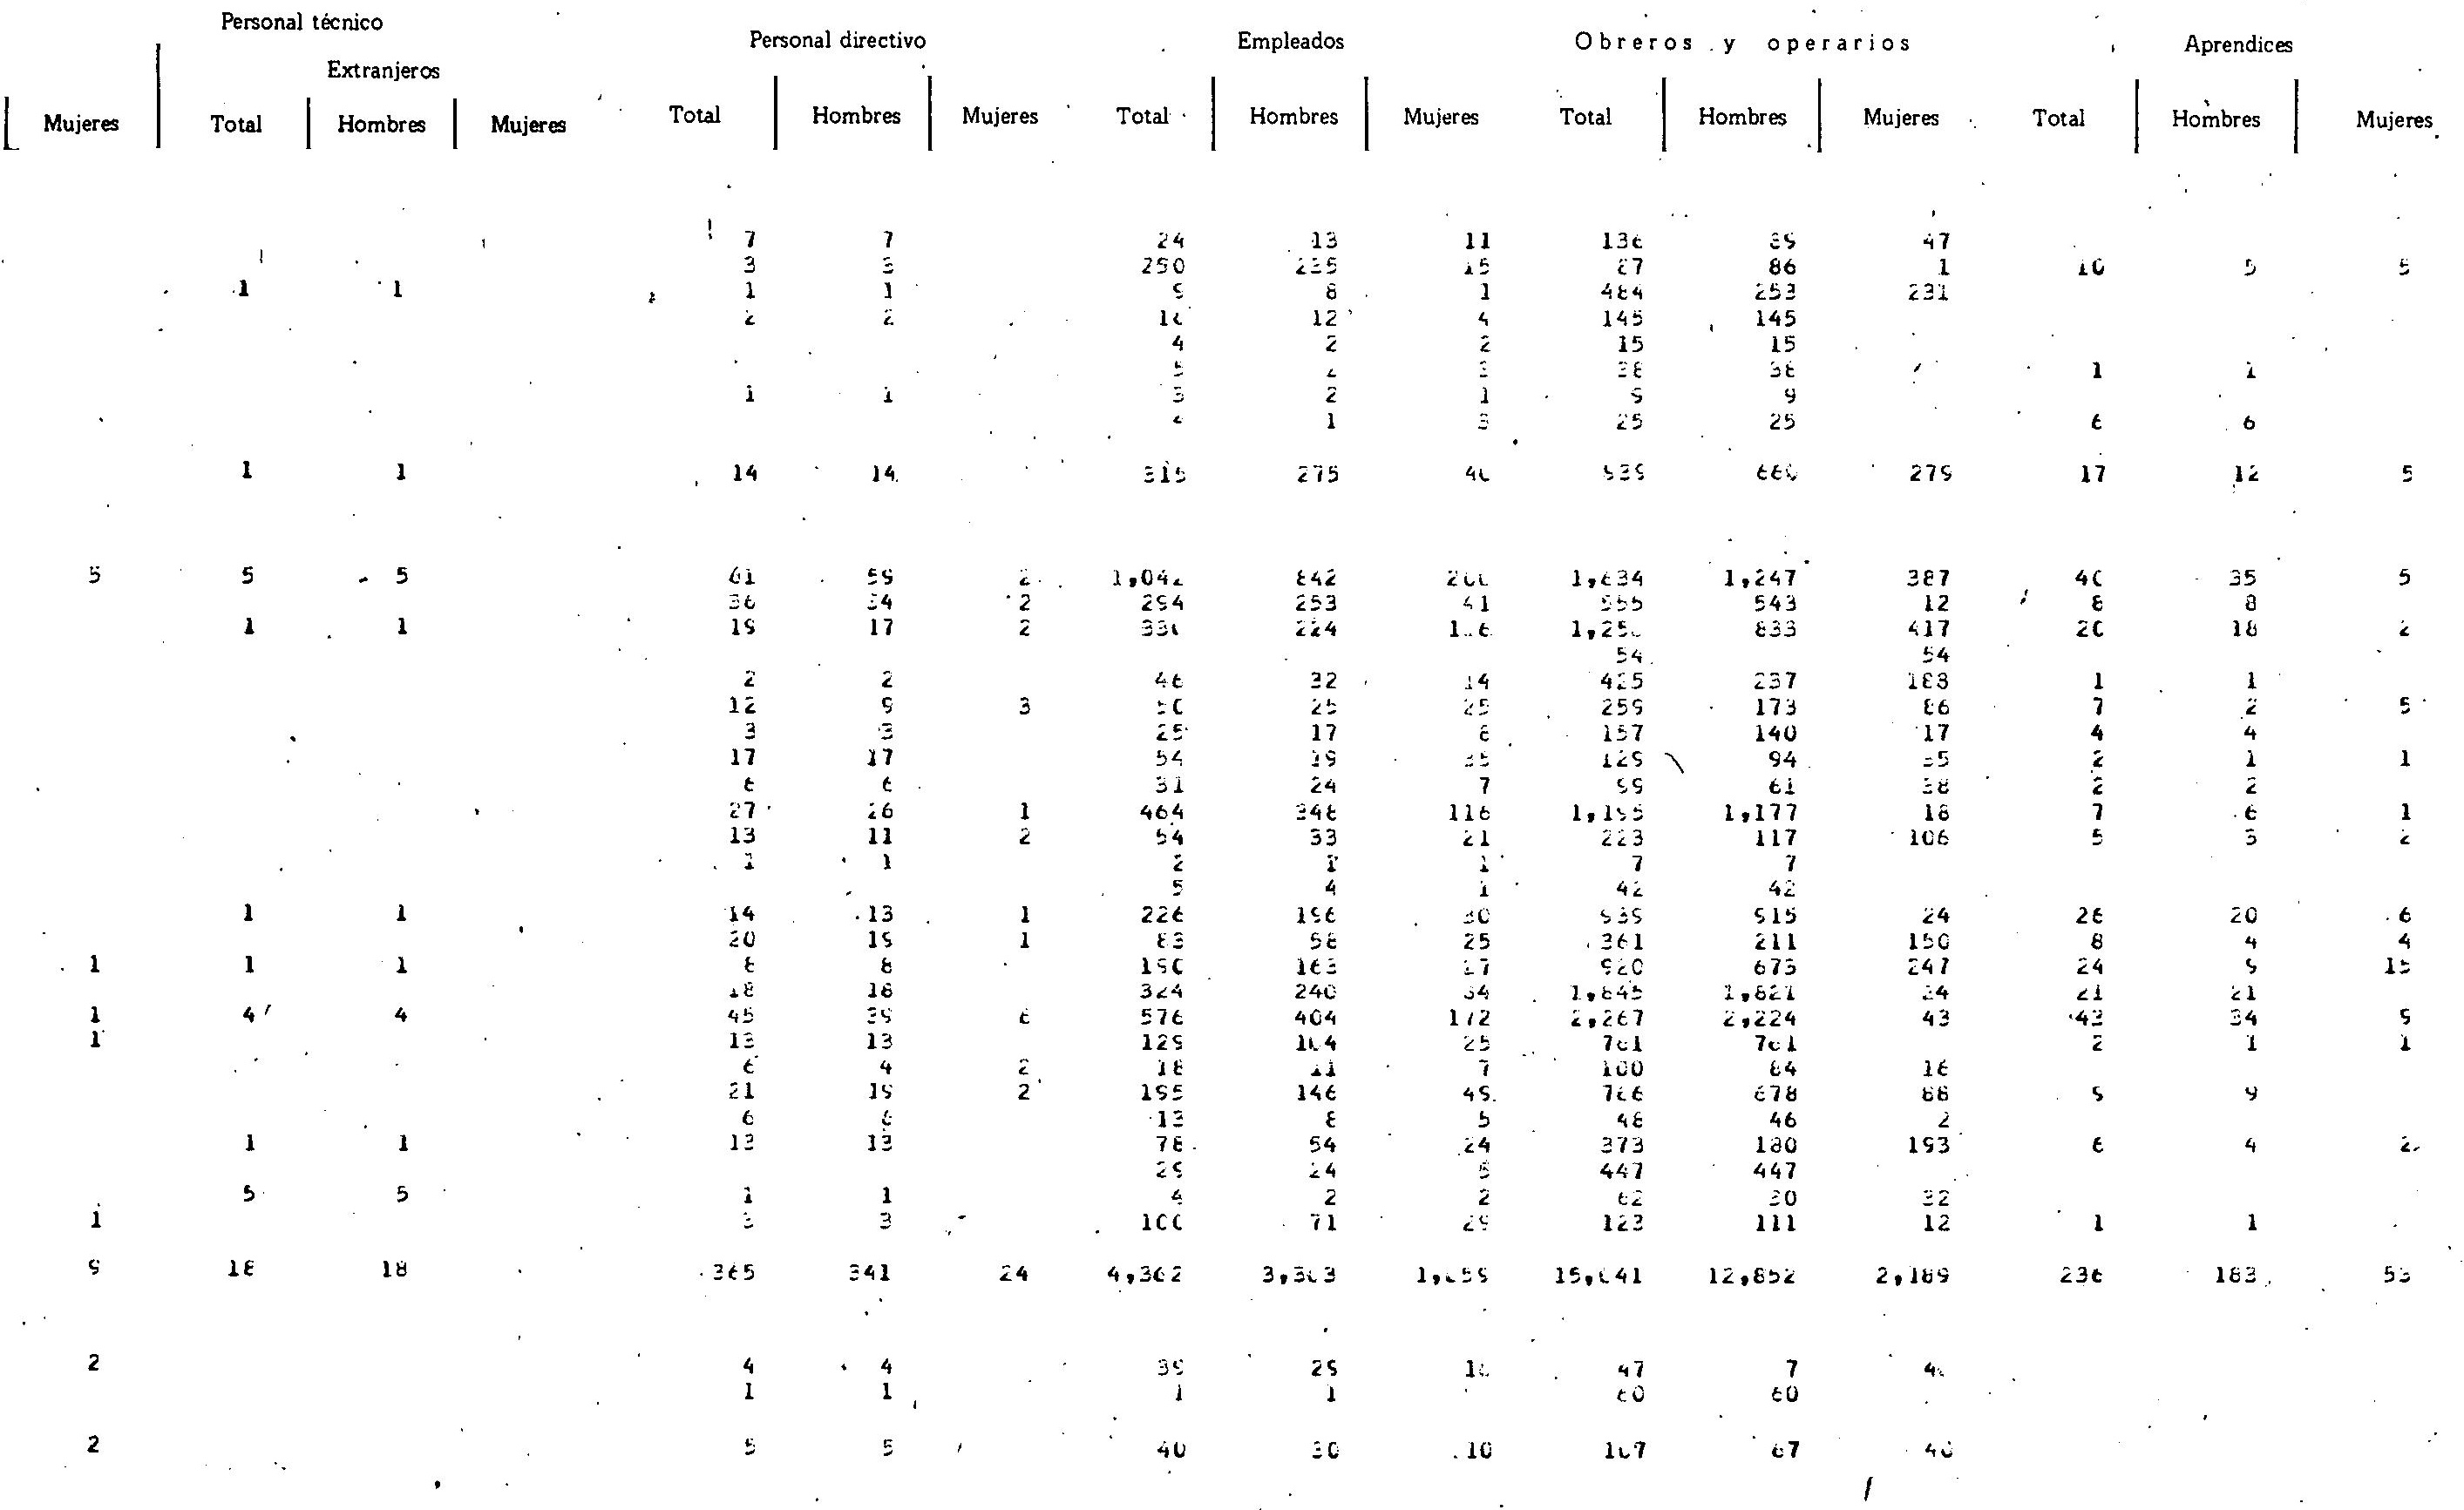 Personal técnico
Personal directivo Empleados Obreros y operarios Aprendices
Extranjeros
Mujeres Total Hombres Mujeres Total Hombres Mujeres Total Hombres Mujeres Total Hombres Mujeres Total Hombres Mujeres
7 7 24 13 11 136 89 47
3 3 250 235 15 87 86 1 10 5 5
1 1 1 1 9 8 1 484 253 231
2 2 16 12 4 145 145
4 2 2 15 15
5 2 3 38 38 1 1
1 1 3 2 1 9 9
4 1 3 25 25 6 6
1 1 14 14 315 275 40 939 660 279 17 12 5
5 5 5 61 59 2 1,042 842 200 1,634 1,247 387 40 35 5
36 34 2 294 253 41 555 543 12 8 8
1 1 19 17 2 330 224 106 1,250 833 417 20 18 2
54 54
2 2 46 32 14 425 237 188 1 1
12 9 3 50 25 25 259 173 86 7 2 5
3 3 25 17 8 157 140 17 4 4
17 17 54 19 35 129 94 35 2 1 1
6 6 31 24 7 99 61 38 2 2
27 26 1 464 348 116 1,195 1,177 18 7 6 1
13 11 2 54 33 21 223 117 106 5 3 2
1 1 2 1 1 7 7
5 4 1 42 42
1 1 14 13 1 226 196 30 939 915 24 26 20 6
20 19 1 83 58 25 361 211 150 8 4 4
1 1 1 8 8 190 163 27 920 673 247 24 9 15
18 18 324 240 84 1,845 1,821 24 21 21
1 4 4 45 39 6 576 404 172 2,267 2,224 43 43 34 9
1 13 13 129 104 25 761 761 2 1 1
6 4 2 18 11 7 100 84 16
21 19 2 195 146 49 766 678 88 9 9
6 6 13 8 5 48 46 2
1 1 13 13 78 54 24 373 180 193 6 4 2
29 24 5 447 447
5 5 1 1 4 2 2 62 30 32
1 3 3 100 71 29 123 111 12 1 1
9 18 18 365 341 24 4,362 3,303 1,059 15,041 12,852 2,189 236 183 53
2 4 4 39 29 10 47 7 40
1 1 1 1 60 60
2 5 5 40 30 10 107 67 40